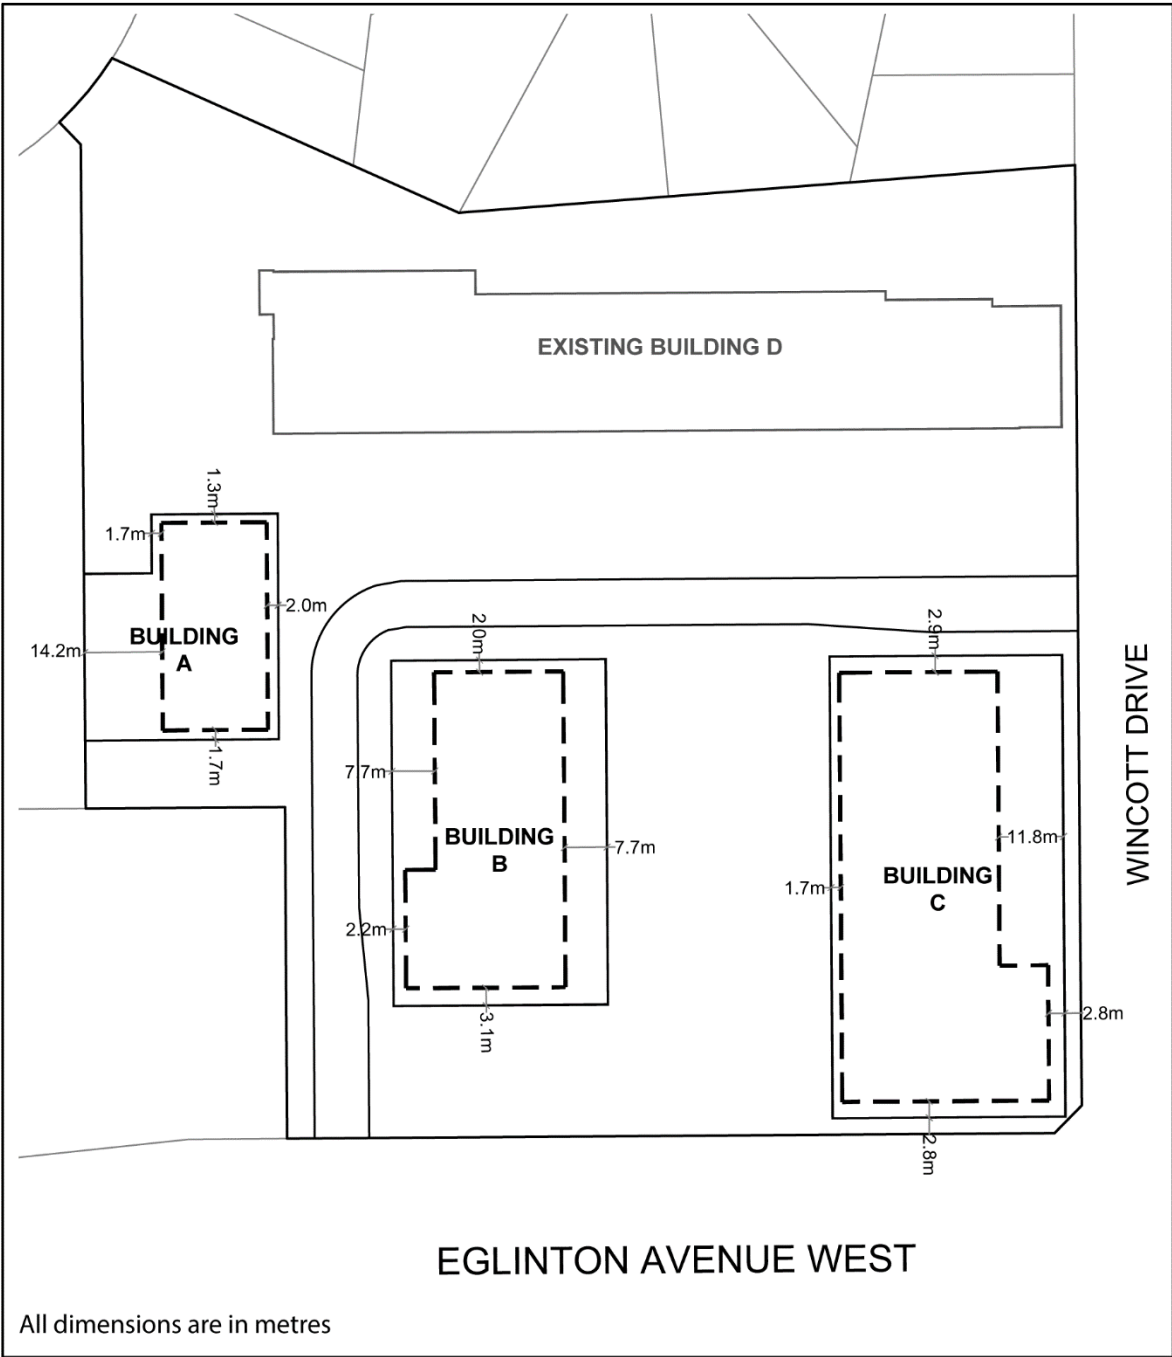 EXISTING BUILDING D
1.3m
1.7m
2.0m
BUILDING
A
14.2m
1.7m
2.0m
7.7m
BUILDING
B
7.7m
2.2m
3.1m
2.9m
11.8m
BUILDING
C
1.7m
2.8m
2.8m
WINCOTT DRIVE
EGLINTON AVENUE WEST
All dimensions are in metres